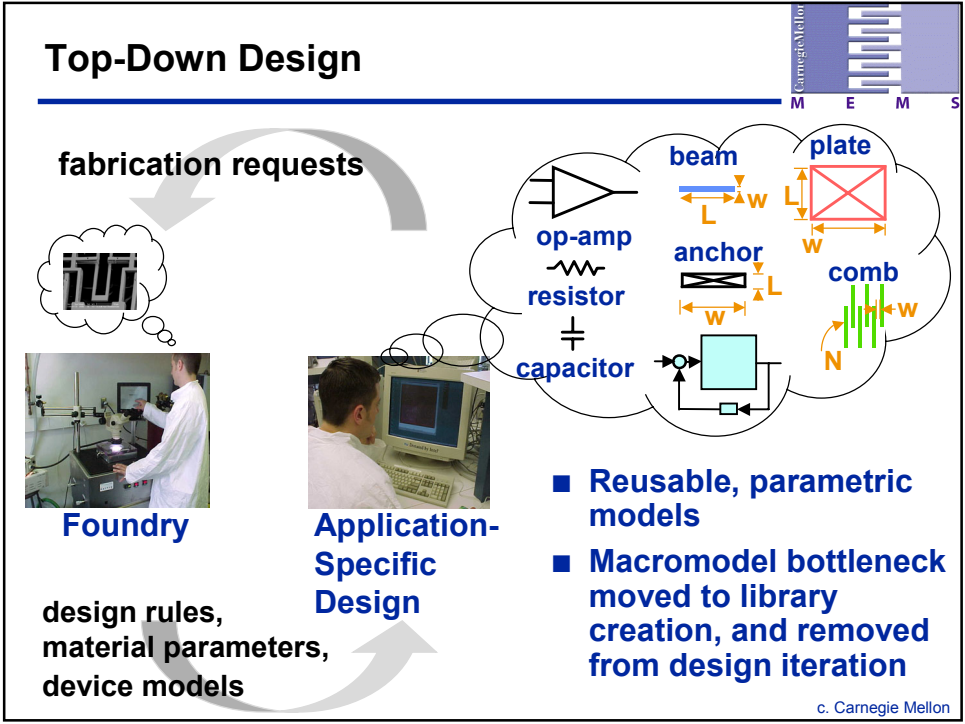 Top-Down Design
CarnegieMellon
M E M S
fabrication requests
beam
plate
L
w
L
w
op-amp
anchor
L
w
comb
w
N
resistor
capacitor
Foundry
Application-
Specific
Design
design rules,
material parameters,
device models
■ Reusable, parametric
models
■ Macromodel bottleneck
moved to library
creation, and removed
from design iteration
c. Carnegie Mellon